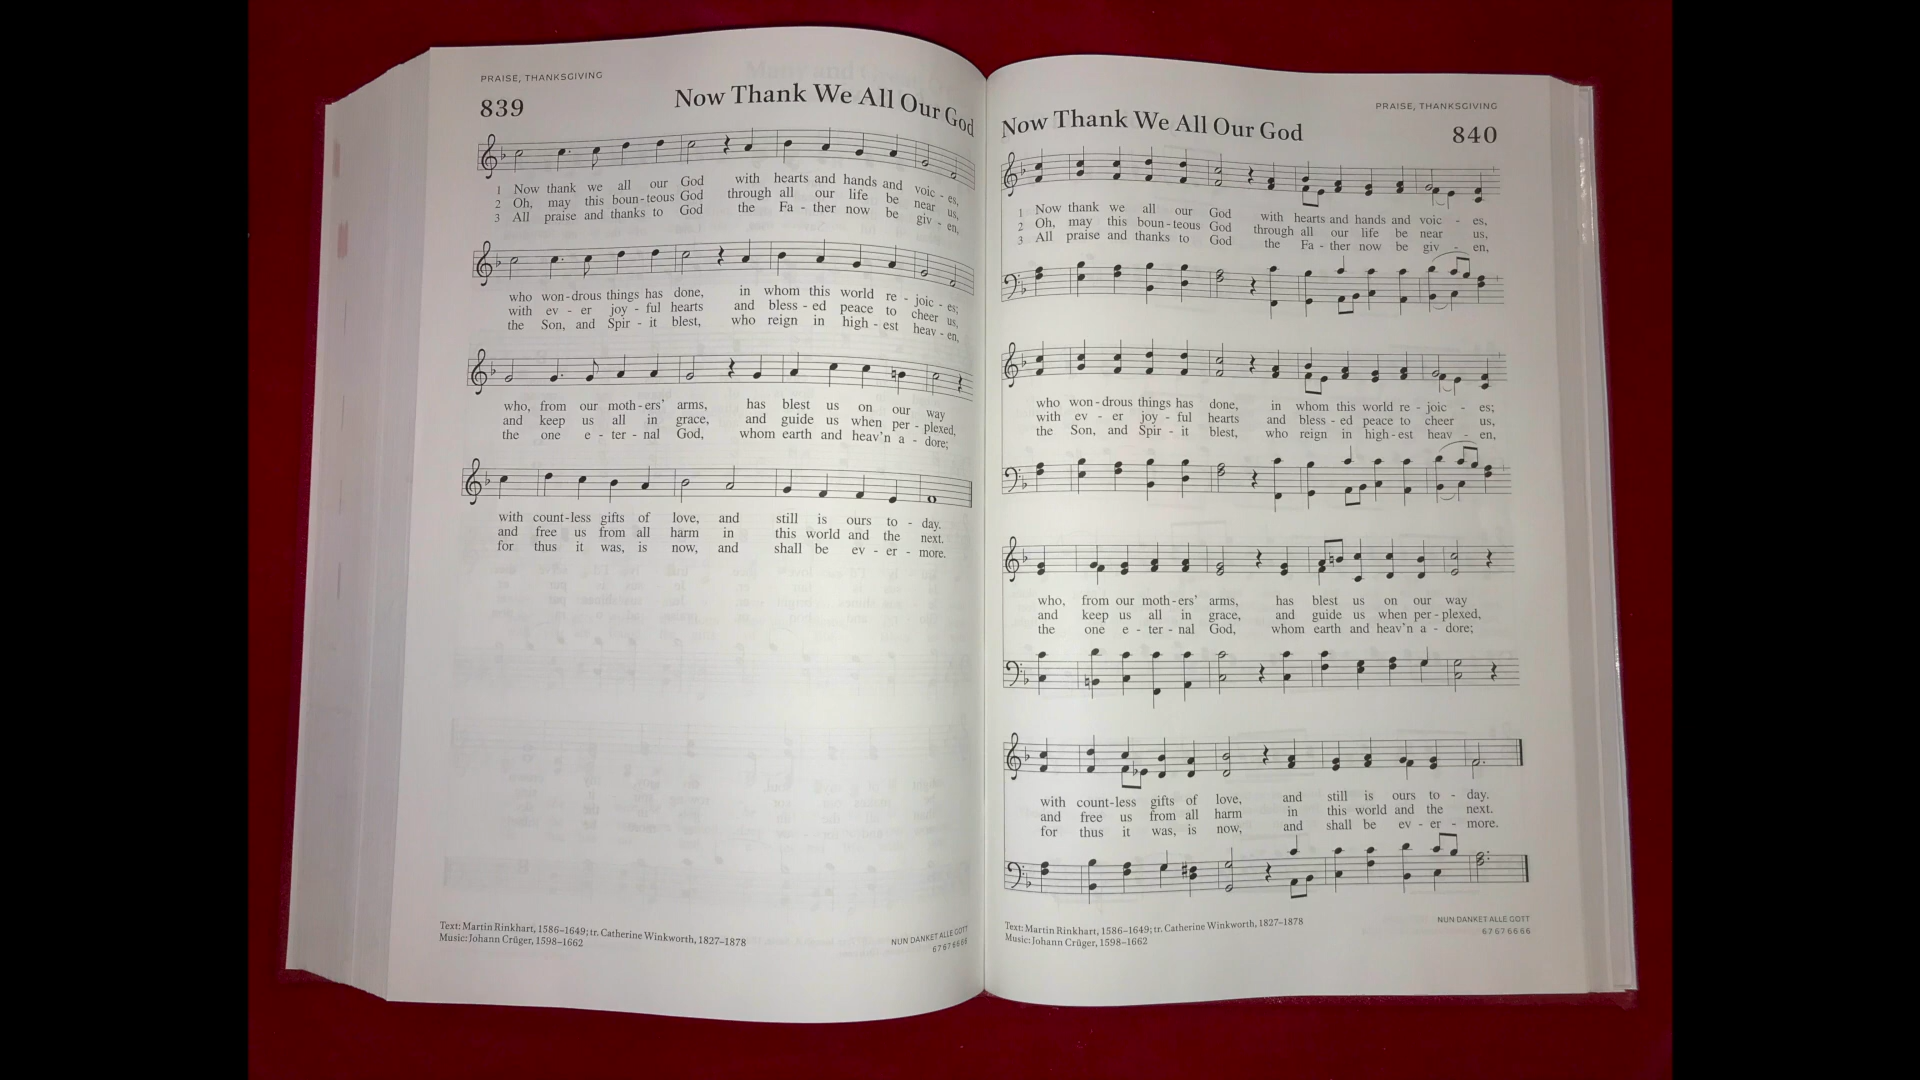 PRAISE, THANKSGIVING
839
Now Thank We All Our God
1 Now thank we all our God with hearts and hands and voic - es,
2 Oh, may this boun - teous God through all our life be near us,
3 All praise and thanks to God the Fa - ther now be giv - en,
who won - drous things has done, in whom this world re - joic - es;
with ev - er joy - ful hearts and bless - ed peace to cheer us,
the Son, and Spir - it blest, who reign in high - est heav - en,
who, from our moth - ers' arms, has blest us on our way
and keep us all in grace, and guide us when per - plexed,
the one e - ter - nal God, whom earth and heav'n a - dore;
with count - less gifts of love, and still is ours to - day.
and free us from all harm in this world and the next.
for thus it was, is now, and shall be ev - er - more.
Text: Martin Rinkhart, 1586–1649; tr. Catherine Winkworth, 1827–1878
Music: Johann Crüger, 1598–1662
NUN DANKET ALLE GOTT
6 7 6 7 6 6 6 6
PRAISE, THANKSGIVING
Now Thank We All Our God
840
1 Now thank we all our God with hearts and hands and voic - es,
2 Oh, may this boun - teous God through all our life be near us,
3 All praise and thanks to God the Fa - ther now be giv - en,
who won - drous things has done, in whom this world re - joic - es;
with ev - er joy - ful hearts and bless - ed peace to cheer us,
the Son, and Spir - it blest, who reign in high - est heav - en,
who, from our moth - ers' arms, has blest us on our way
and keep us all in grace, and guide us when per - plexed,
the one e - ter - nal God, whom earth and heav'n a - dore;
with count - less gifts of love, and still is ours to - day.
and free us from all harm in this world and the next.
for thus it was, is now, and shall be ev - er - more.
Text: Martin Rinkhart, 1586–1649; tr. Catherine Winkworth, 1827–1878
Music: Johann Crüger, 1598–1662
NUN DANKET ALLE GOTT
6 7 6 7 6 6 6 6